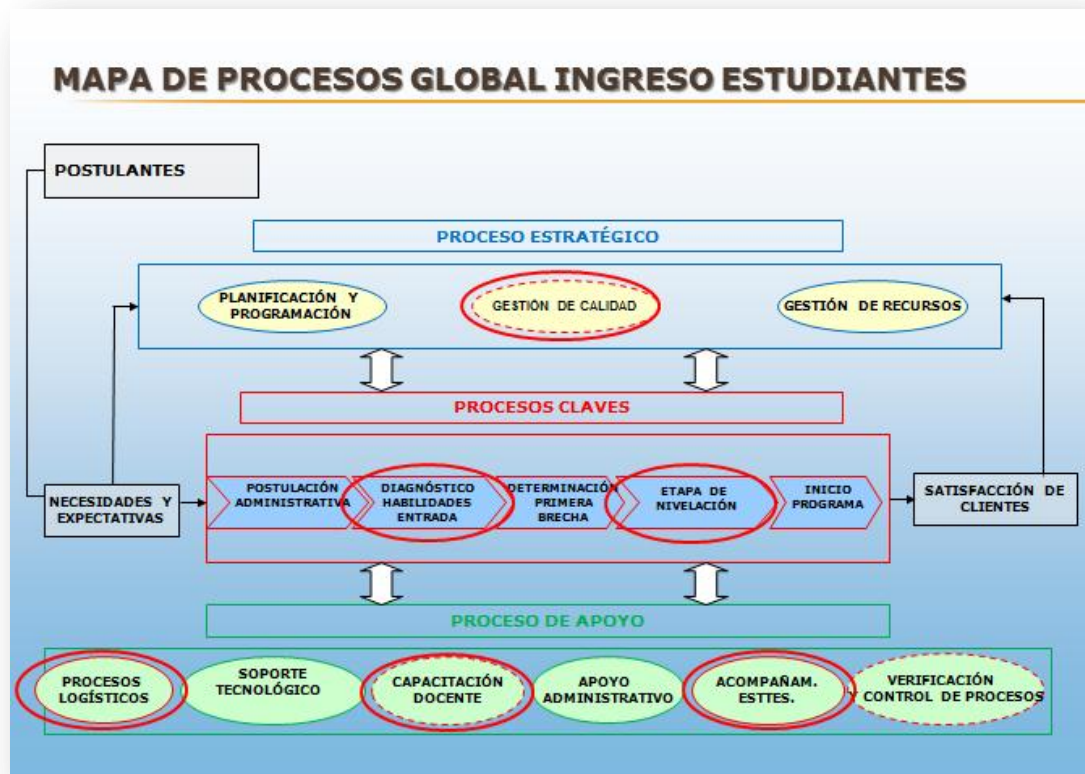 MAPA DE PROCESOS GLOBAL INGRESO ESTUDIANTES
POSTULANTES
PROCESO ESTRATÉGICO
PLANIFICACIÓN Y
PROGRAMACIÓN
GESTIÓN DE CALIDAD
GESTIÓN DE RECURSOS
PROCESOS CLAVES
NECESIDADES Y
EXPECTATIVAS
POSTULACIÓN
ADMINISTRATIVA
DIAGNÓSTICO
HABILIDADES
ENTRADA
DETERMINACIÓN
PRIMERA
BRECHA
ETAPA DE
NIVELACIÓN
INICIO
PROGRAMA
SATISFACCIÓN DE
CLIENTES
PROCESO DE APOYO
PROCESOS
LOGÍSTICOS
SOPORTE
TECNOLÓGICO
CAPACITACIÓN
DOCENTE
APOYO
ADMINISTRATIVO
ACOMPAÑAM.
ESTTES.
VERIFICACIÓN
CONTROL DE PROCESOS